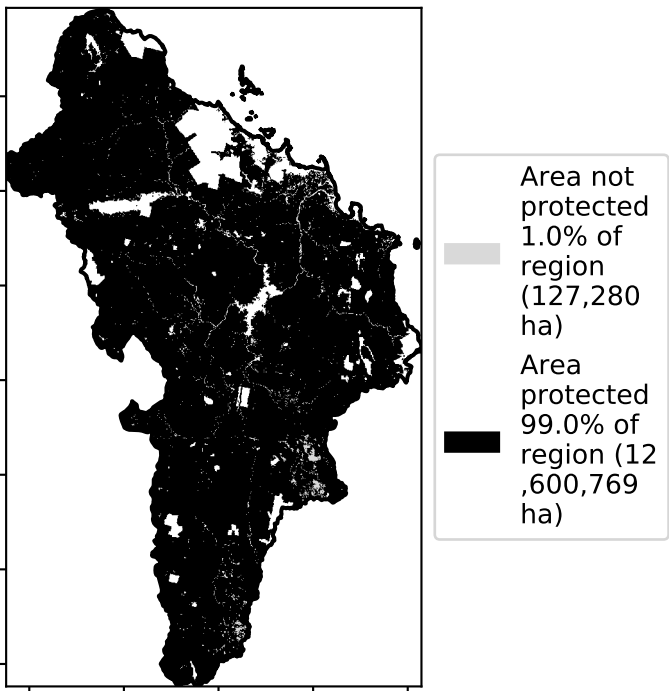 Area not
protected
1.0% of
region
(127,280
ha)
Area
protected
99.0% of
region (12
,600,769
ha)